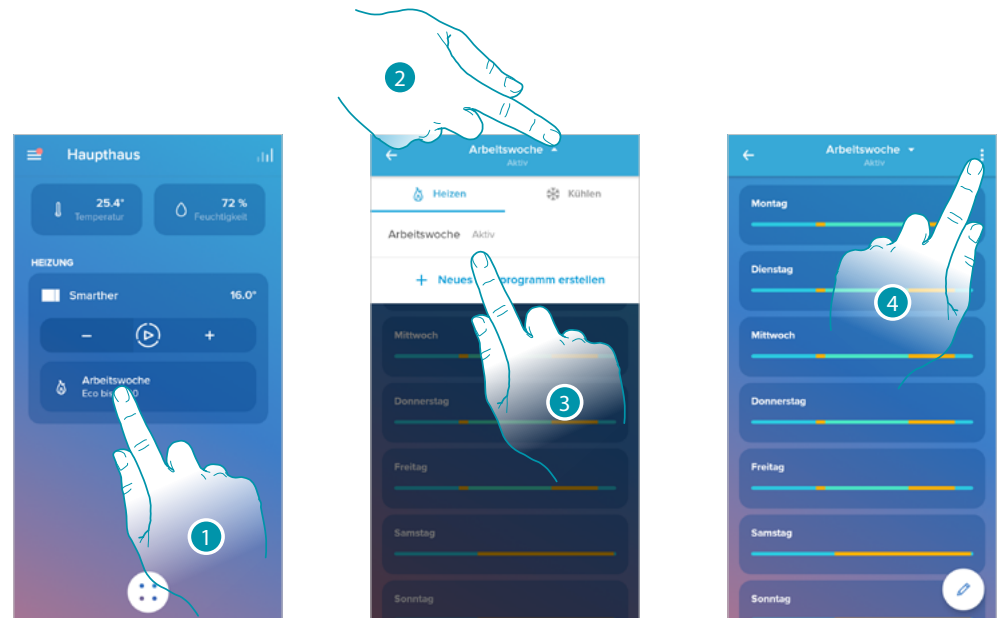 2
Haupthaus
25.4°
Temperatur
72 %
Feuchtigkeit
HEIZUNG
Smarther
16.0°
−
+
Arbeitswoche
Eco bis
1
Arbeitswoche
Aktiv
Heizen
Kühlen
Arbeitswoche Aktiv
+ Neues programm erstellen
Mittwoch
Donnerstag
3
Freitag
Samstag
Sonntag
Arbeitswoche
Aktiv
Montag
Dienstag
4
Mittwoch
Donnerstag
Freitag
Samstag
Sonntag